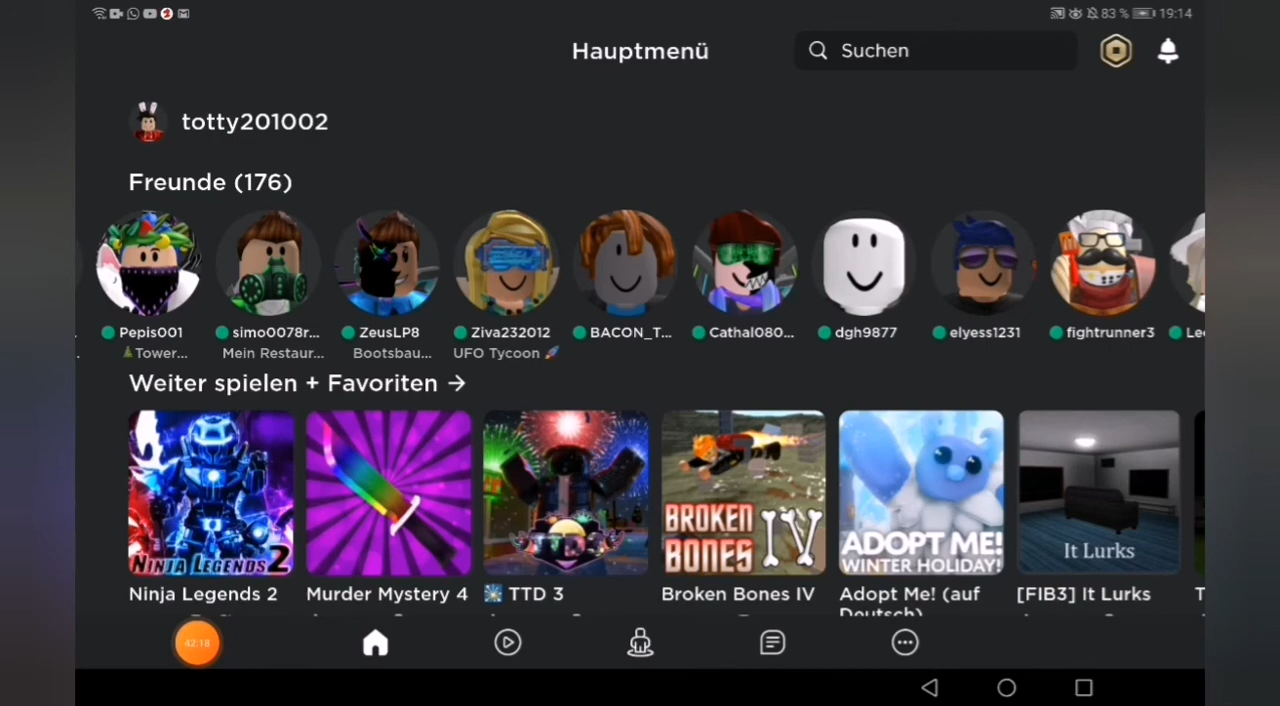 83 % 19:14
Hauptmenü
Suchen
totty201002
Freunde (176)
Pepis001
simo0078r...
ZeusLP8
Ziva232012
BACON_T...
Cathal080...
dgh9877
elyess1231
fightrunner3
Tower...
Mein Restaur...
Bootsbau...
UFO Tycoon 🚀
Weiter spielen + Favoriten →
NINJA LEGENDS 2
BROKEN BONES IV
ADOPT ME!
WINTER HOLIDAY!
It Lurks
Ninja Legends 2
Murder Mystery 4
TTD 3
Broken Bones IV
Adopt Me! (auf
Deutsch)
[FIB3] It Lurks
42:18